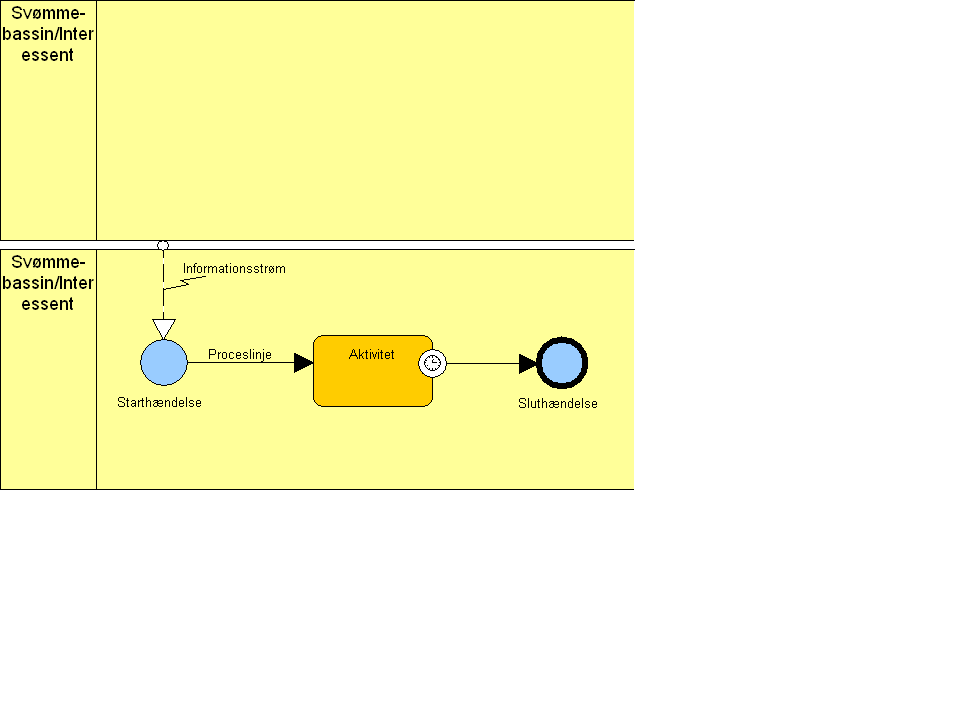 Svømme-
bassin/Inter
essent
Svømme-
bassin/Inter
essent
Informationsstrøm
Proceslinje
Aktivitet
Starthændelse
Sluthændelse